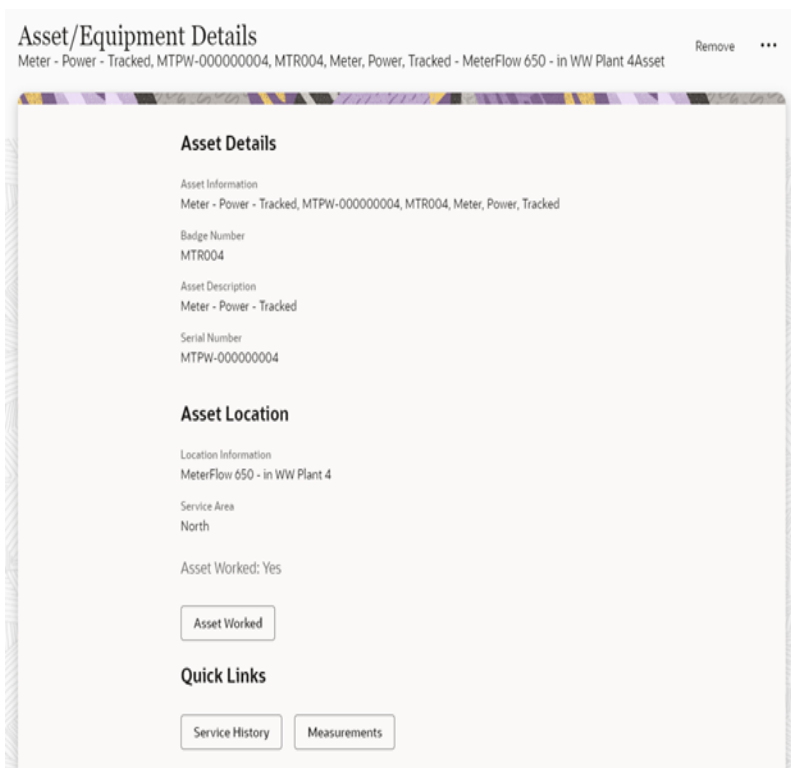 Asset/Equipment Details
Remove
Meter - Power - Tracked, MTPW-000000004, MTR004, Meter, Power, Tracked - MeterFlow 650 - in WW Plant 4Asset
Asset Details
Asset Information
Meter - Power - Tracked, MTPW-000000004, MTR004, Meter, Power, Tracked
Badge Number
MTR004
Asset Description
Meter - Power - Tracked
Serial Number
MTPW-000000004
Asset Location
Location Information
MeterFlow 650 - in WW Plant 4
Service Area
North
Asset Worked: Yes
Asset Worked
Quick Links
Service History Measurements